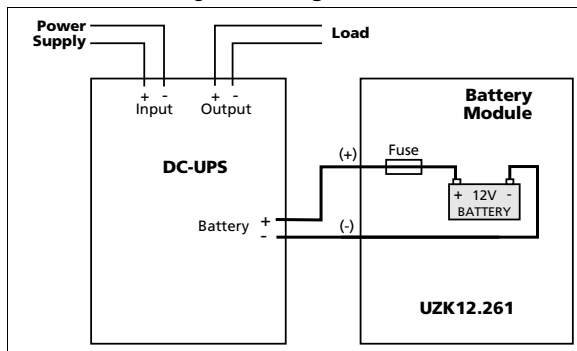 Power
Supply
Load
+ - + -
Input Output
Battery
Module
DC-UPS
(+) Fuse
+ 12V -
BATTERY
Battery +
-
(-)
UZK12.261